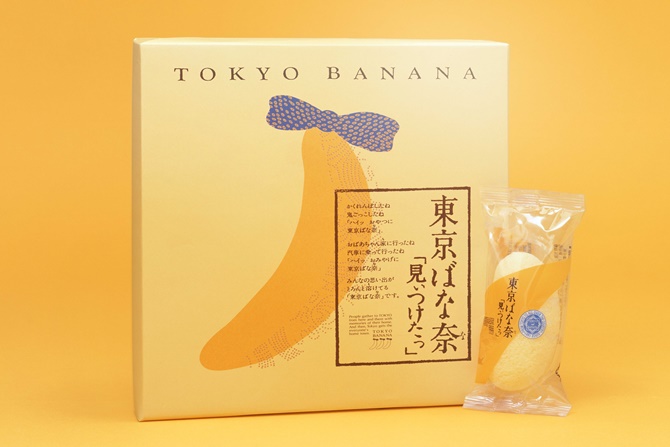 TOKYO BANANA
東京ばな奈
「見ぃつけたっ」
かくれんぼしたね
鬼ごっこしたね
「ハイッ おやつに
東京ばな奈」
おばあちゃん家に行ったね
汽車に乗って行ったね
「ハイッ おみやげに
東京ばな奈」
みんなの思い出が
とろんと溶けてる
「東京ばな奈」です。
TOKYO
BANANA
東京ばな奈
「見ぃつけたっ」